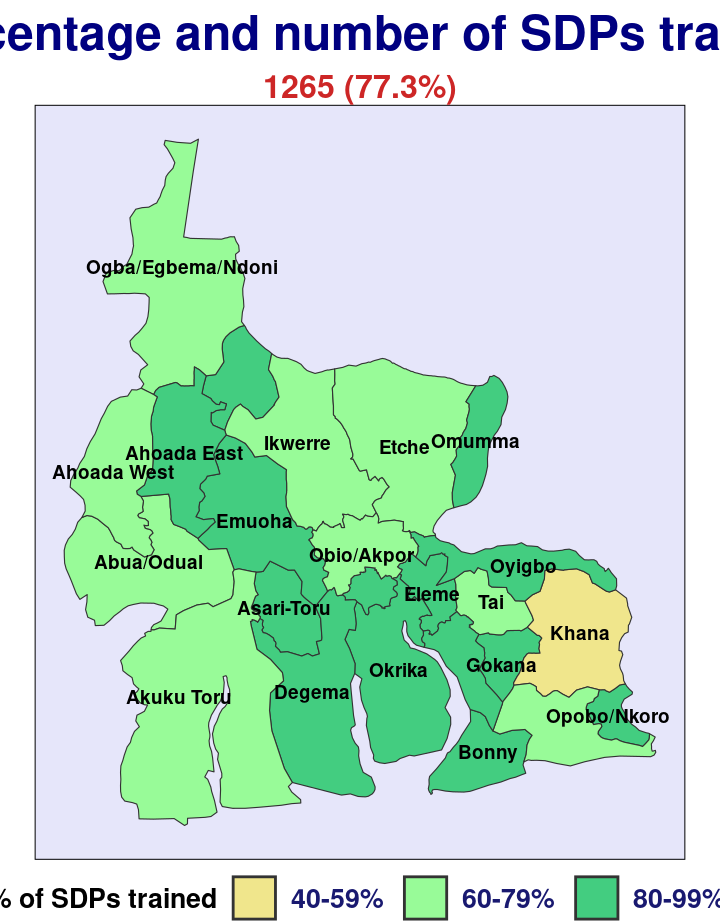 centage and number of SDPs tra
1265 (77.3%)
Ogba/Egbema/Ndoni
Ikwerre
Etche
Omumma
Ahoada East
Ahoada West
Emuoha
Obio/Akpor
Abua/Odual
Oyigbo
Eleme
Tai
Asari-Toru
Khana
Gokana
Okrika
Degema
Akuku Toru
Opobo/Nkoro
Bonny
% of SDPs trained
40-59%
60-79%
80-99%